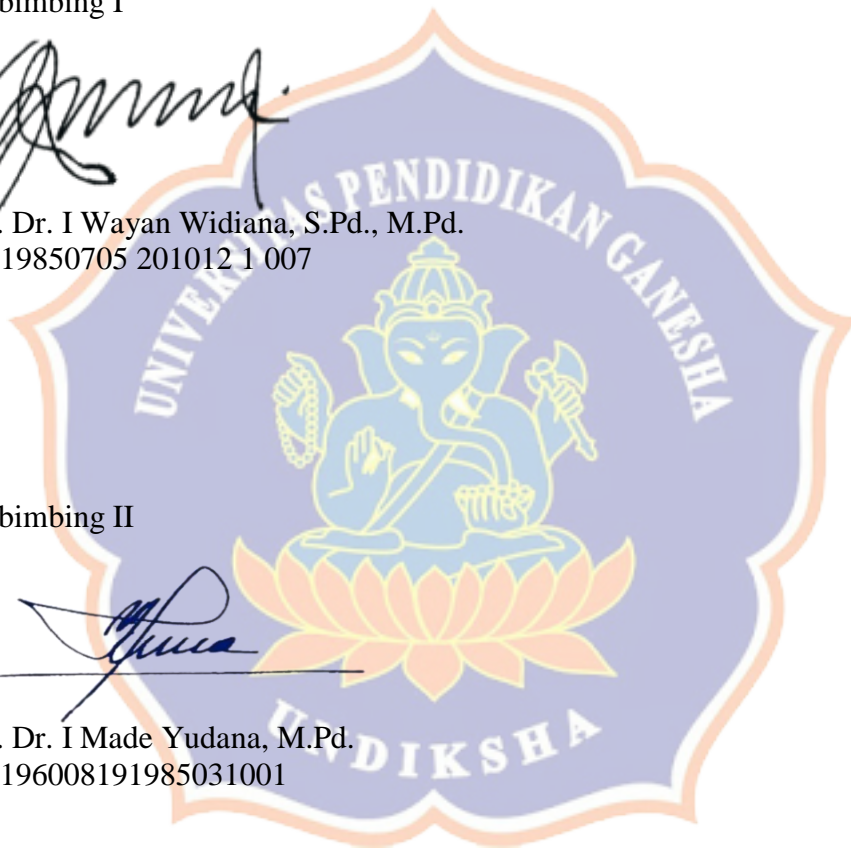 bimbing I
. Dr. I Wayan Widiana, S.Pd., M.Pd.
19850705 201012 1 007
UNIVERSITAS PENDIDIKAN GANESHA
bimbing II
. Dr. I Made Yudana, M.Pd.
196008191985031001
UNDIKSHA